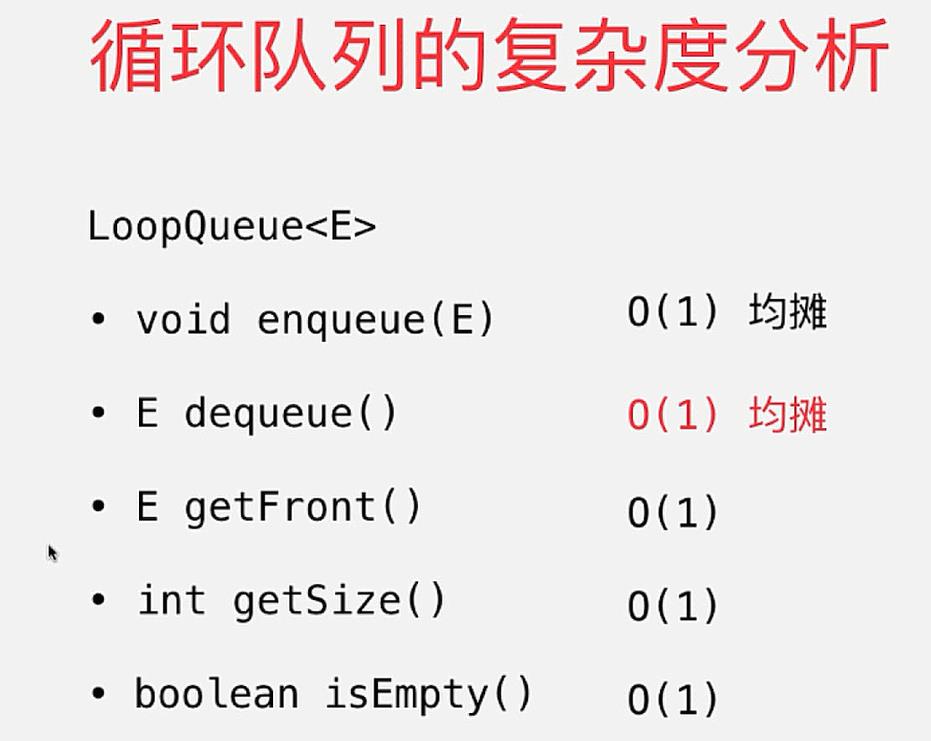 循环队列的复杂度分析
LoopQueue<E>
• void enqueue(E) O(1) 均摊
• E dequeue() O(1) 均摊
• E getFront() O(1)
• int getSize() O(1)
• boolean isEmpty() O(1)